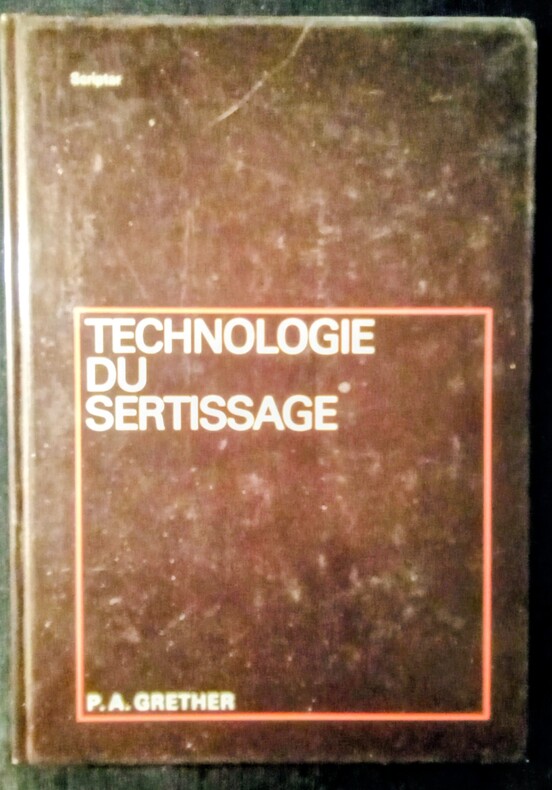 Scriptar
TECHNOLOGIE
DU
SERTISSAGE
P. A. GRETHER